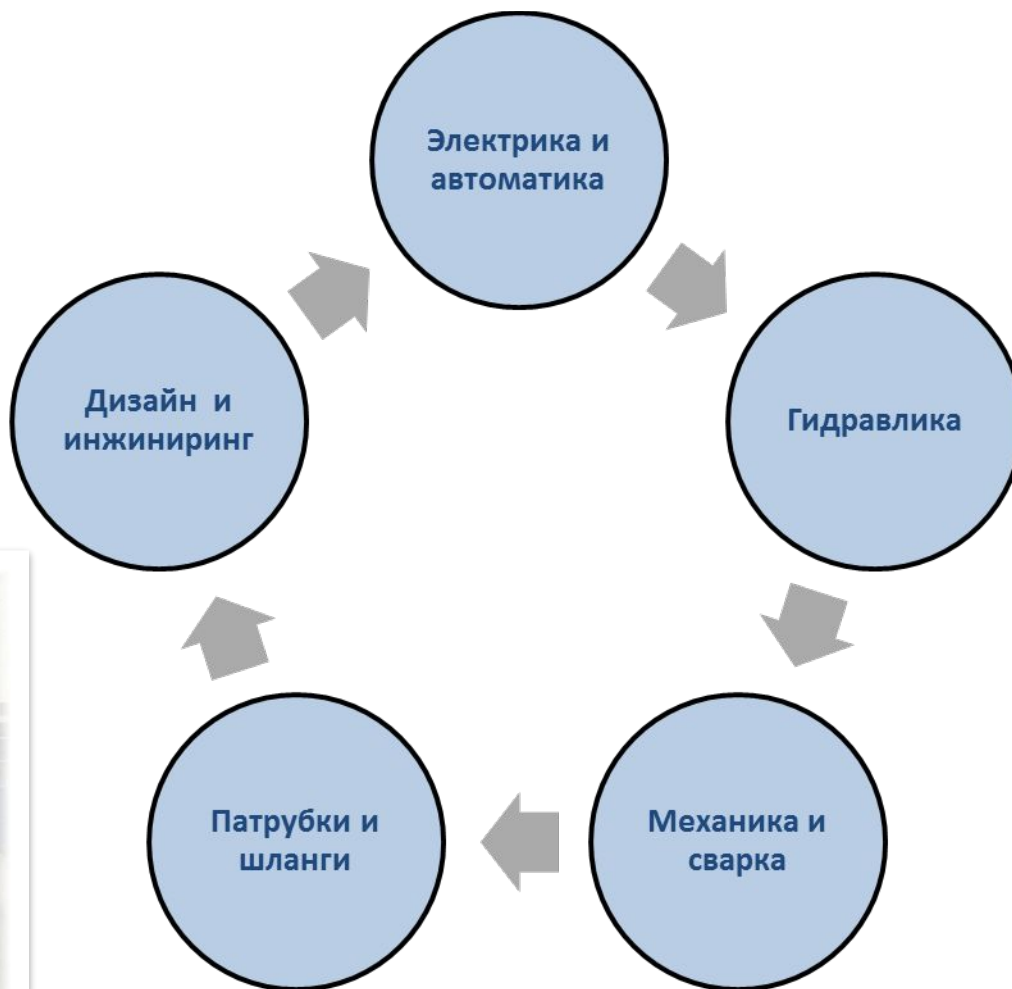 Электрика и
автоматика
Гидравлика
Механика и
сварка
Патрубки и
шланги
Дизайн и
инжиниринг